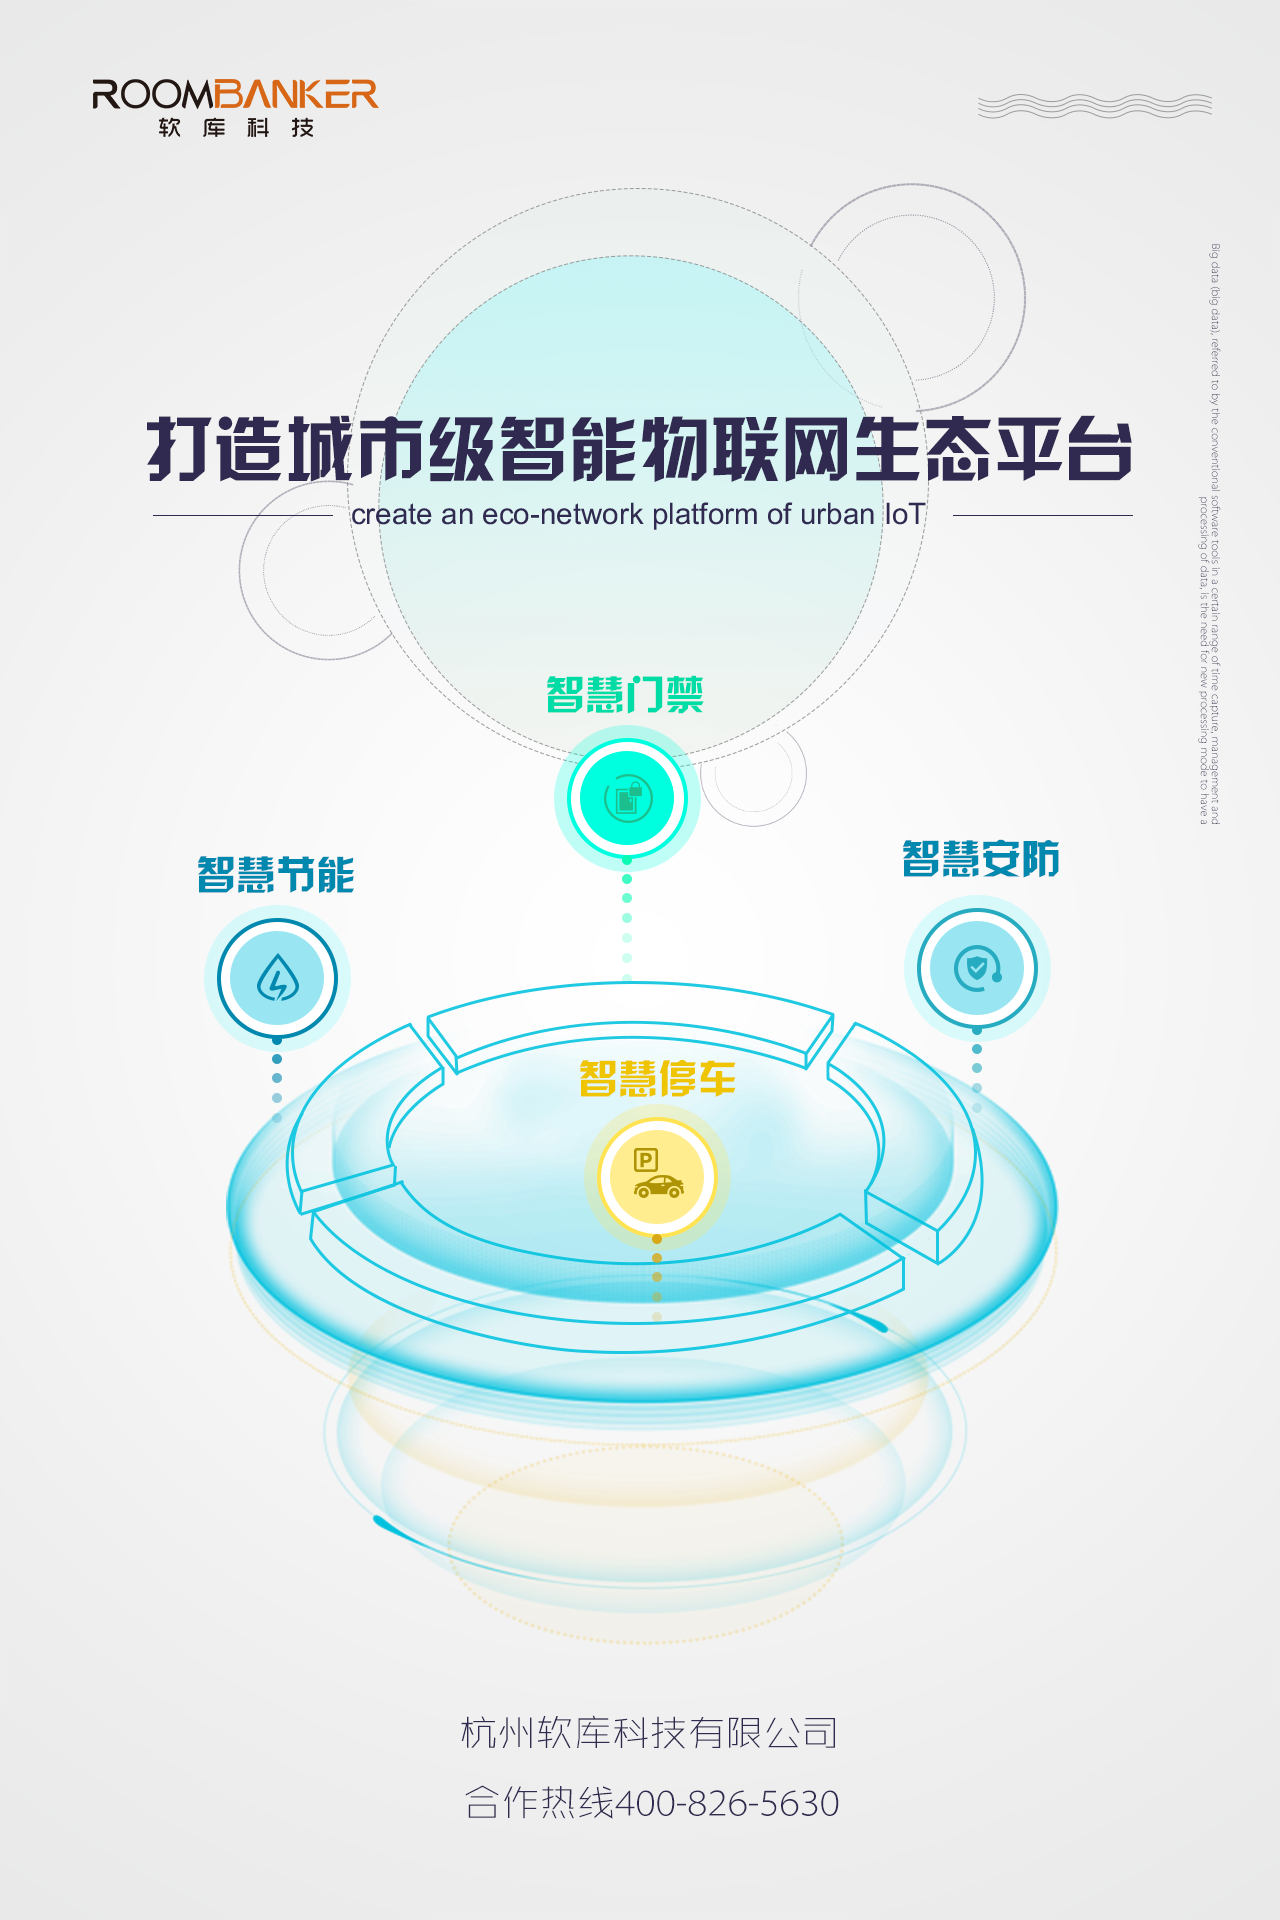 ROOMBANKER
软库科技
打造城市级智能物联网生态平台
create an eco-network platform of urban IoT
Big data (big data), referred to by the conventional software tools in a certain range of time capture, management and
processing of data, is the need for new processing mode to have a
智慧门禁
智慧节能
智慧安防
智慧停车
P
杭州软库科技有限公司
合作热线400-826-5630